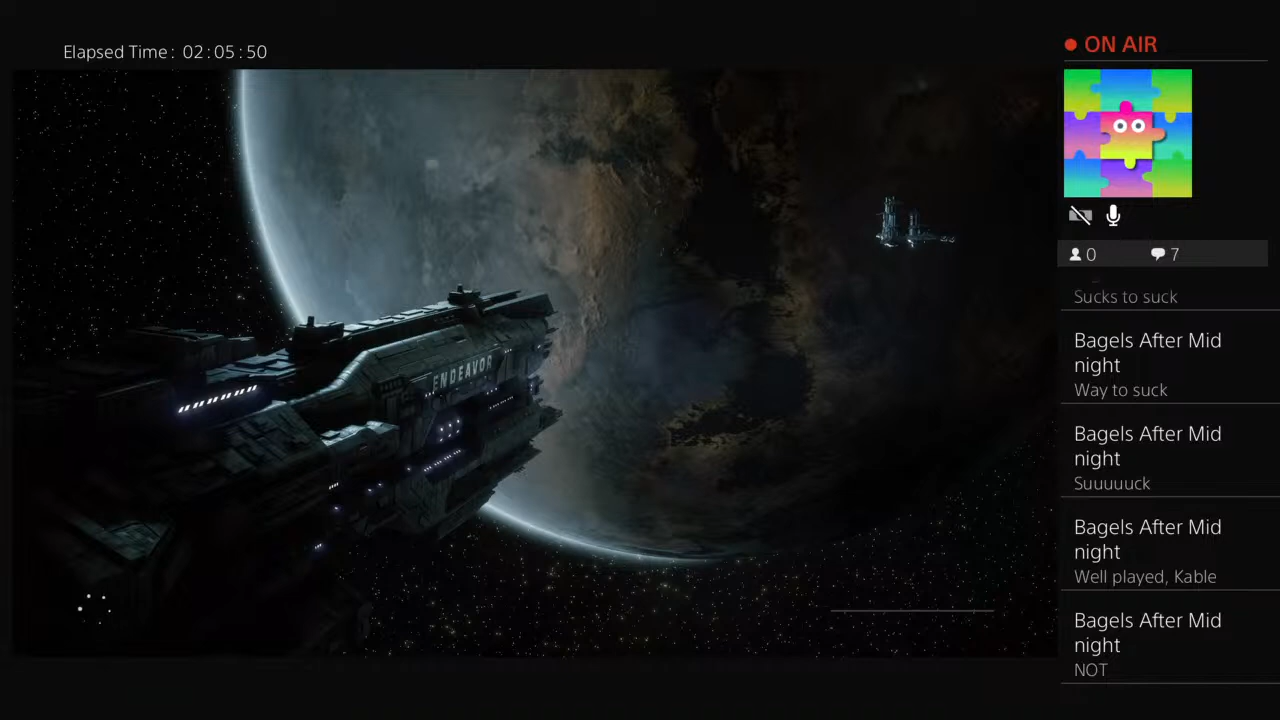 Elapsed Time: 02:05:50
ON AIR
ENDEAVOR
0 7
Sucks to suck
Bagels After Mid
night
Way to suck
Bagels After Mid
night
Suuuuuck
Bagels After Mid
night
Well played, Kable
Bagels After Mid
night
NOT